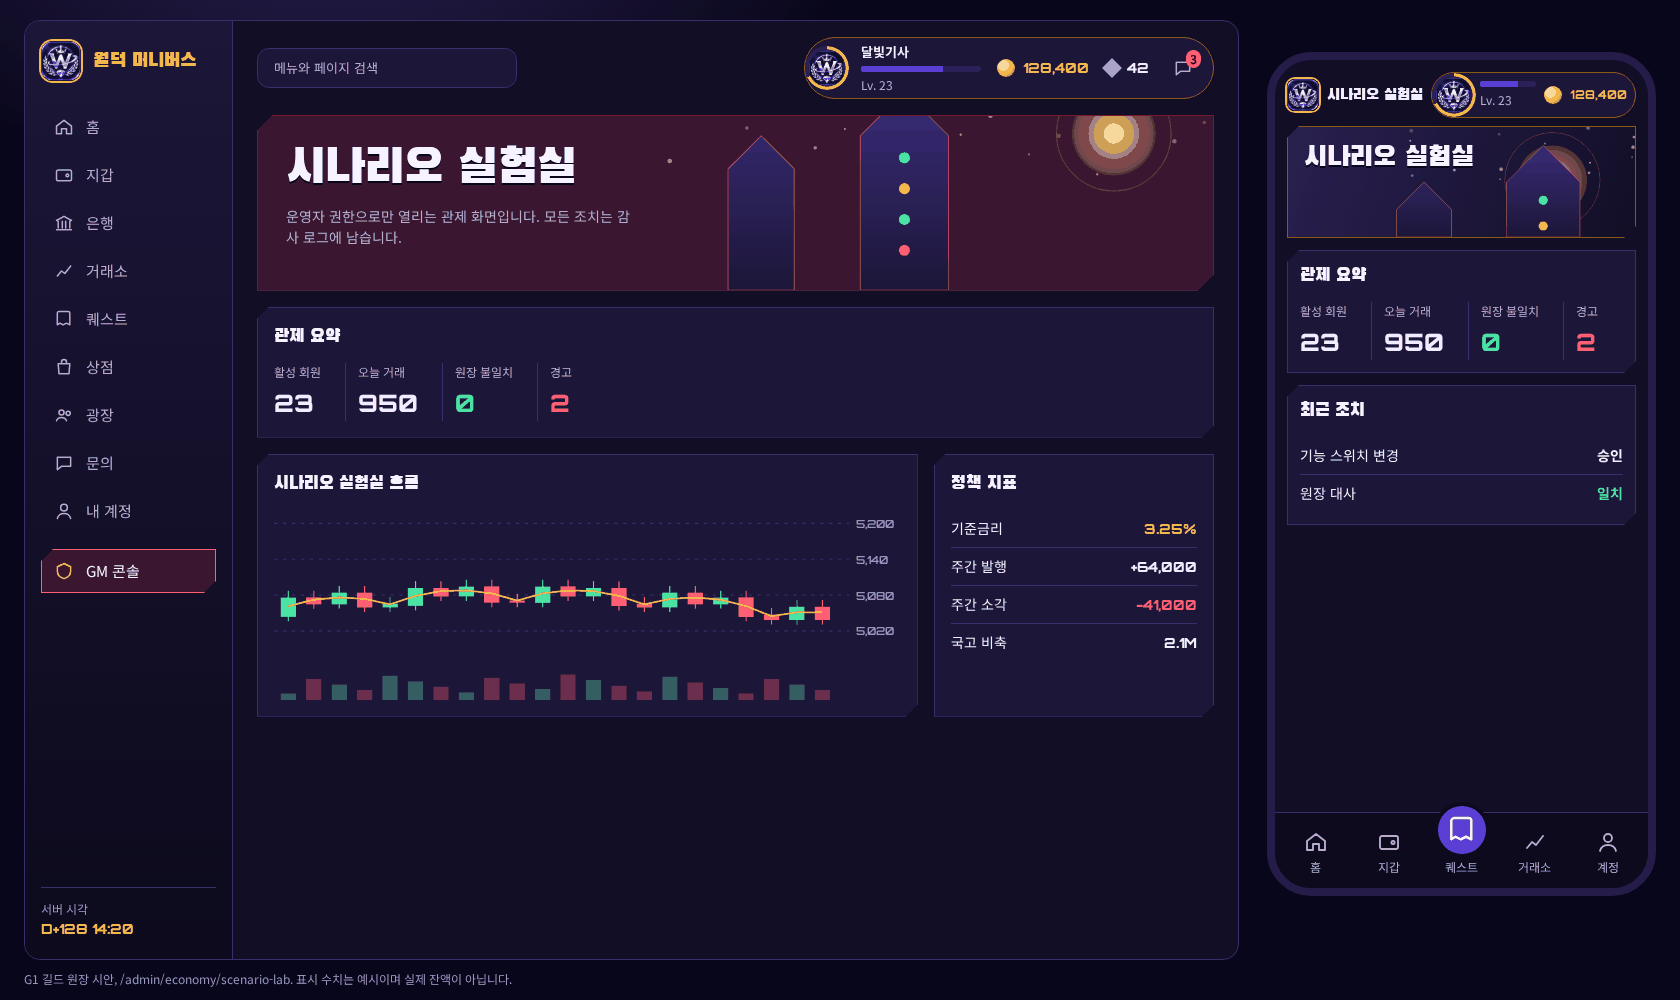 원덕 머니버스
홈
지갑
은행
거래소
퀘스트
상점
광장
문의
내 계정
GM 콘솔
서버 시각
D+128 14:20
메뉴와 페이지 검색
달빛기사
Lv. 23
128,400
42
3
시나리오 실험실
운영자 권한으로만 열리는 관제 화면입니다. 모든 조치는 감
사 로그에 남습니다.
관제 요약
활성 회원
오늘 거래
원장 불일치
경고
23
950
0
2
시나리오 실험실 흐름
5,200
5,140
5,080
5,020
정책 지표
기준금리 3.25%
주간 발행 +64,000
주간 소각 -41,000
국고 비축 2.1M
시나리오 실험실
Lv. 23
128,400
시나리오 실험실
관제 요약
활성 회원
오늘 거래
원장 불일치
경고
23
950
0
2
최근 조치
기능 스위치 변경 승인
원장 대사 일치
홈
지갑
퀘스트
거래소
계정
G1 길드 원장 시안, /admin/economy/scenario-lab. 표시 수치는 예시이며 실제 잔액이 아닙니다.